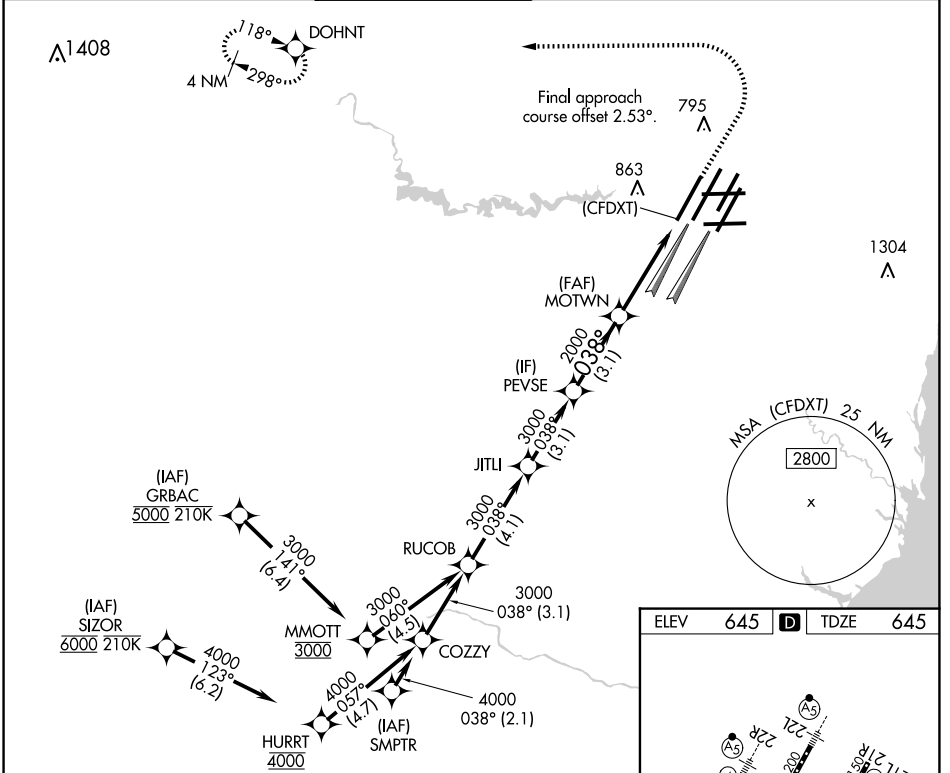 1408
118°
DOHNT
4 NM
298°
Final approach
course offset 2.53°.
795
863
(CFDXT)
1304
(FAF)
MOTWN
2000
038°
(3.1)
(IF)
PEVSE
3000
038°
(3.1)
JITLI
MSA (CFDXT) 25 NM
2800
x
(IAF)
GRBAC
5000 210K
3000
038°
(4.1)
3000
141°
(6.4)
RUCOB
3000
038° (3.1)
3000
060°
(4.5)
(IAF)
SIZOR
6000 210K
MMOTT
3000
COZZY
4000
123°
(6.2)
4000
057°
(4.7)
4000
038° (2.1)
(IAF)
SMPTR
HURRT
4000
ELEV 645 D TDZE 645
A5
22L
A5
22R
21R
200